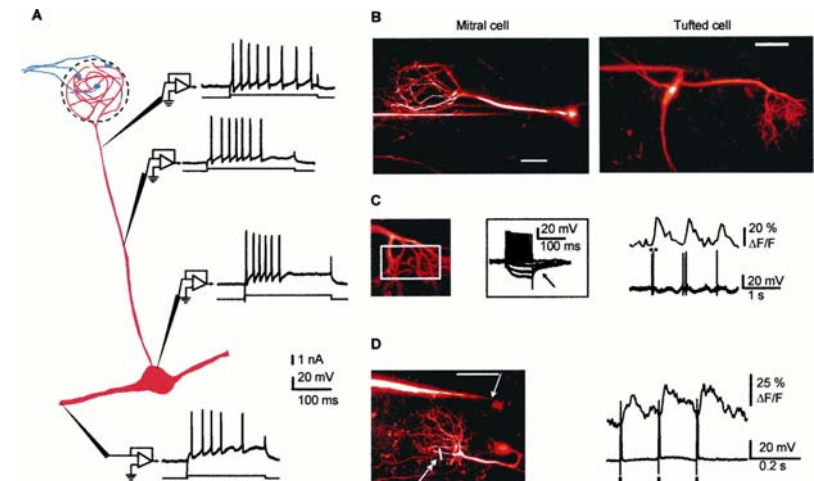 A
1 nA
20 mV
100 ms
B
Mitral cell
Tufted cell
C
20 mV
100 ms
20 %
ΔF/F
20 mV
1 s
D
25 %
ΔF/F
20 mV
0.2 s